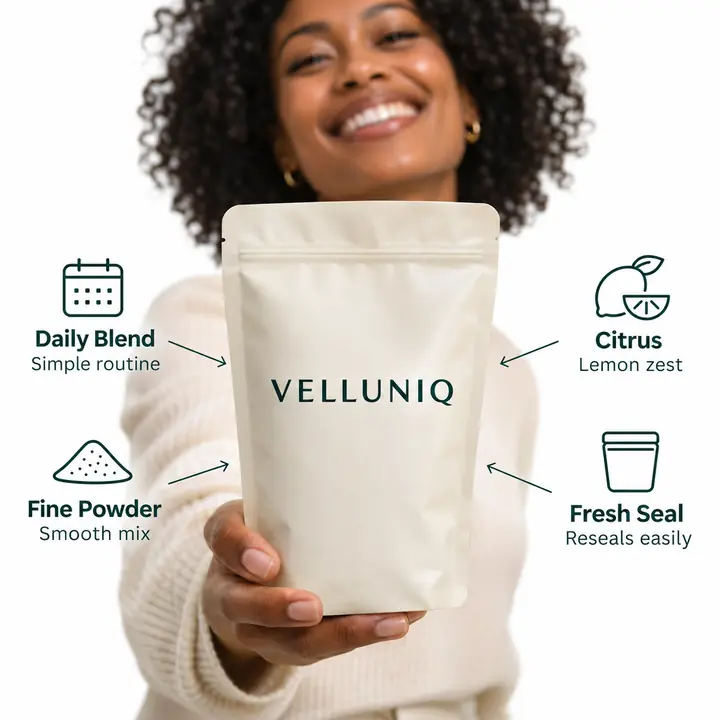 Daily Blend
Simple routine
Citrus
Lemon zest
VELLUNIQ
Fine Powder
Smooth mix
Fresh Seal
Reseals easily